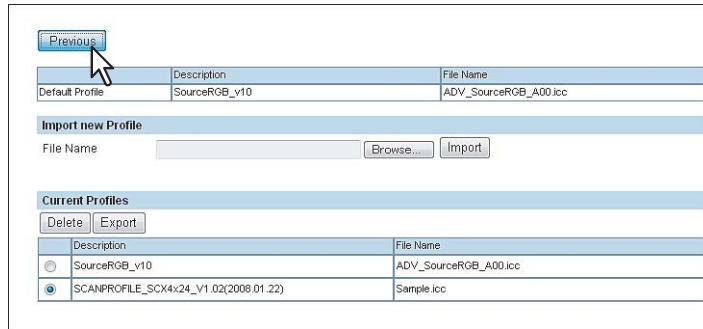 Previous
Description File Name
Default Profile SourceRGB_v10 ADV_SourceRGB_A00.icc
Import new Profile
File Name Browse... Import
Current Profiles
Delete Export
Description File Name
SourceRGB_v10 ADV_SourceRGB_A00.icc
SCANPROFILE_SCX4x24_V1.02(2008.01.22) Sample.icc